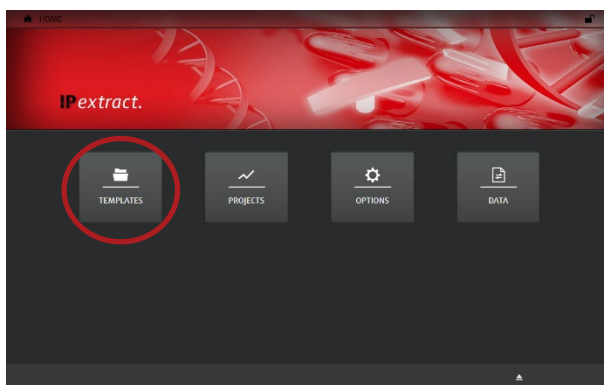 HOME
IPextract.
TEMPLATES
PROJECTS
OPTIONS
DATA